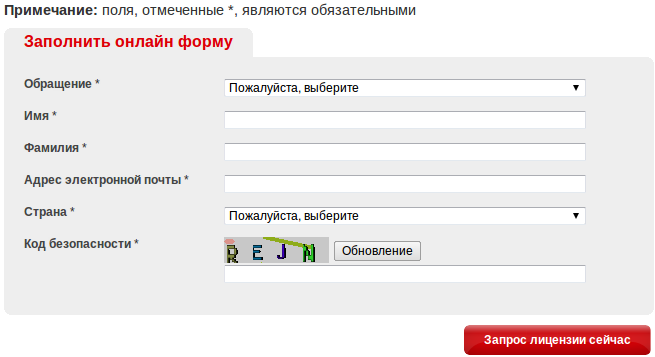 Примечание: поля, отмеченные *, являются обязательными
Заполнить онлайн форму
Обращение *
Пожалуйста, выберите
Имя *
Фамилия *
Адрес электронной почты *
Страна *
Пожалуйста, выберите
Код безопасности *
R E J N Обновление
Запрос лицензии сейчас